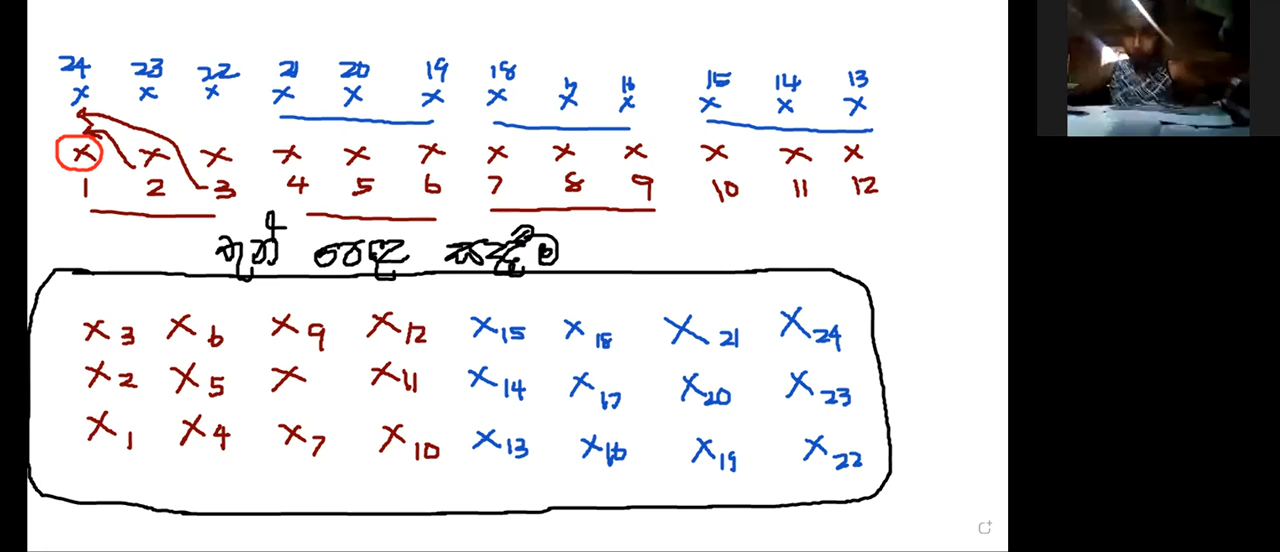 24 23 22 21 20 19 18 17 16 15 14 13
x x x x x x x x x x x x
x x x x x x x x x x x x
1 2 3 4 5 6 7 8 9 10 11 12
x3 x6 x9 x12 x15 x18 x21 x24
x2 x5 x x11 x14 x17 x20 x23
x1 x4 x7 x10 x13 x16 x19 x22